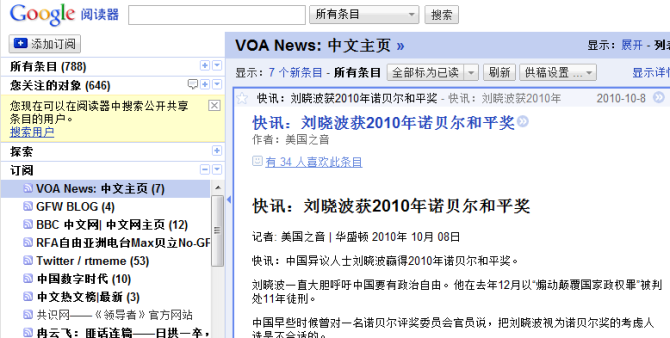 Google 阅读器
所有条目
搜索
添加订阅
所有条目 (788)
您关注的对象 (646)
您现在可以在阅读器中搜索公开共享
条目的用户。
搜索用户
探索
订阅
VOA News: 中文主页 (7)
GFW BLOG (4)
BBC 中文网| 中文网主页 (12)
RFA自由亚洲电台Max贝立No-GF
Twitter / rtmeme (53)
中国数字时代 (10)
中文热文榜|最新 (3)
共识网——《领导者》官方网站
冉云飞：匪话连篇——日拱一卒，
VOA News: 中文主页 »
显示：展开 - 列表
显示：7 个新条目 - 所有条目
全部标为已读
刷新
供稿设置 ...
显示详情
快讯：刘晓波获2010年诺贝尔和平奖 - 快讯：刘晓波获2010年
2010-10-8
快讯：刘晓波获2010年诺贝尔和平奖
作者：美国之音
有 34 人喜欢此条目
快讯：刘晓波获2010年诺贝尔和平奖
记者: 美国之音 | 华盛顿 2010年 10月 08日
快讯：中国异议人士刘晓波赢得2010年诺贝尔和平奖。
刘晓波一直大胆呼吁中国要有政治自由。他在去年12月以“煽动颠覆国家政权罪”被判
处11年徒刑。
中国早些时候曾对一名诺贝尔评奖委员会官员说，把刘晓波视为诺贝尔奖的考虑人
选是不合适的。